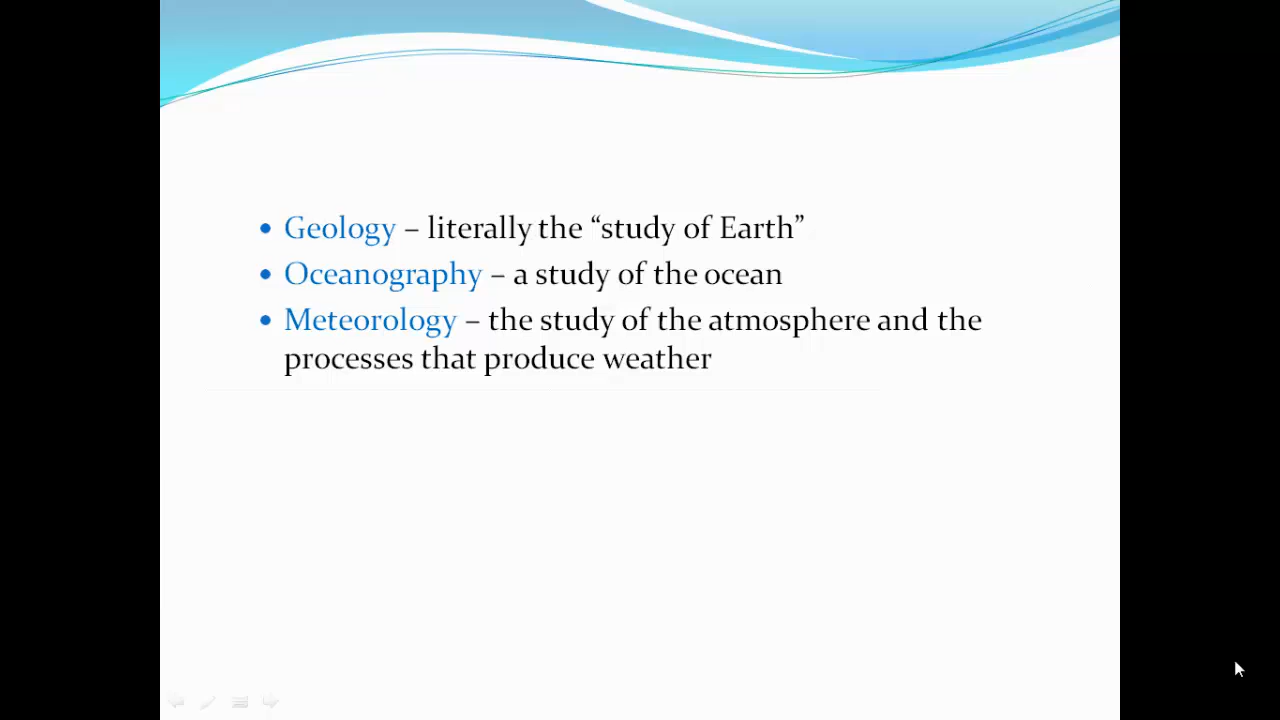 • Geology – literally the “study of Earth”
• Oceanography – a study of the ocean
• Meteorology – the study of the atmosphere and the
processes that produce weather